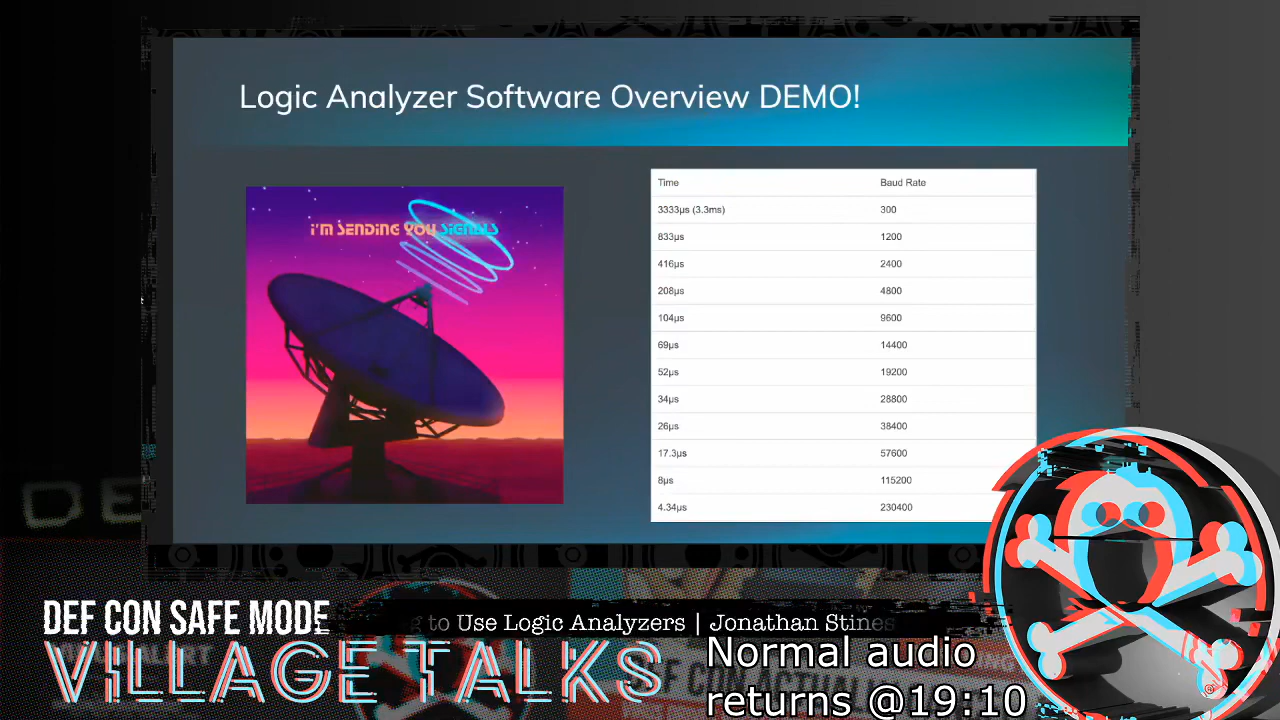 Logic Analyzer Software Overview DEMO!
i'm sending you signals
Time Baud Rate
3333µs (3.3ms) 300
833µs 1200
416µs 2400
208µs 4800
104µs 9600
69µs 14400
52µs 19200
34µs 28800
26µs 38400
17.3µs 57600
8µs 115200
4.34µs 230400
DEF CON SAFE MODE
to Use Logic Analyzers | Jonathan Stines
VILLAGE TALKS
Normal audio
returns @19:10